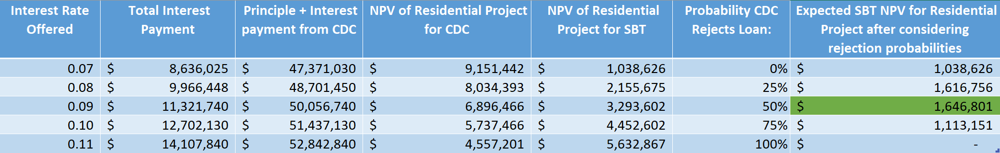 Interest Rate Offered | Total Interest Payment | Principle + Interest payment from CDC | NPV of Residential Project for CDC | NPV of Residential Project for SBT | Probability CDC Rejects Loan: | Expected SBT NPV for Residential Project after considering rejection probabilities
0.07 | $ 8,636,025 | $ 47,371,030 | $ 9,151,442 | $ 1,038,626 | 0% | $ 1,038,626
0.08 | $ 9,966,448 | $ 48,701,450 | $ 8,034,393 | $ 2,155,675 | 25% | $ 1,616,756
0.09 | $ 11,321,740 | $ 50,056,740 | $ 6,896,466 | $ 3,293,602 | 50% | $ 1,646,801
0.10 | $ 12,702,130 | $ 51,437,130 | $ 5,737,466 | $ 4,452,602 | 75% | $ 1,113,151
0.11 | $ 14,107,840 | $ 52,842,840 | $ 4,557,201 | $ 5,632,867 | 100% | $ -